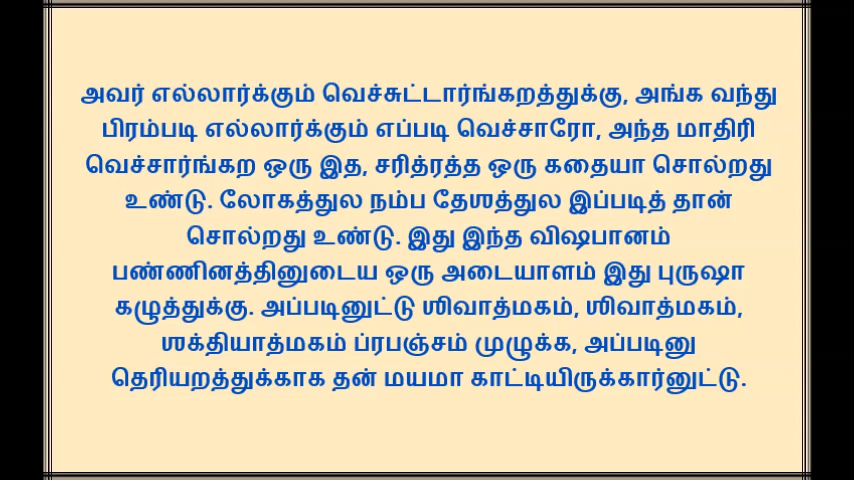 அவர் எல்லார்க்கும் வெச்சுட்டார்ங்கறத்துக்கு, அங்க வந்து
பிரம்படி எல்லார்க்கும் எப்படி வெச்சாரோ, அந்த மாதிரி
வெச்சார்ங்கற ஒரு இத, சரித்ரத்த ஒரு கதையா சொல்றது
உண்டு. லோகத்துல நம்ப தேஶத்துல இப்படித் தான்
சொல்றது உண்டு. இது இந்த விஷபானம்
பண்ணினத்தினுடைய ஒரு அடையாளம் இது புருஷா
கழுத்துக்கு. அப்படினுட்டு ஶிவாத்மகம், ஶிவாத்மகம்,
ஶக்தியாத்மகம் ப்ரபஞ்சம் முழுக்க, அப்படினு
தெரியறத்துக்காக தன் மயமா காட்டியிருக்கார்னுட்டு.